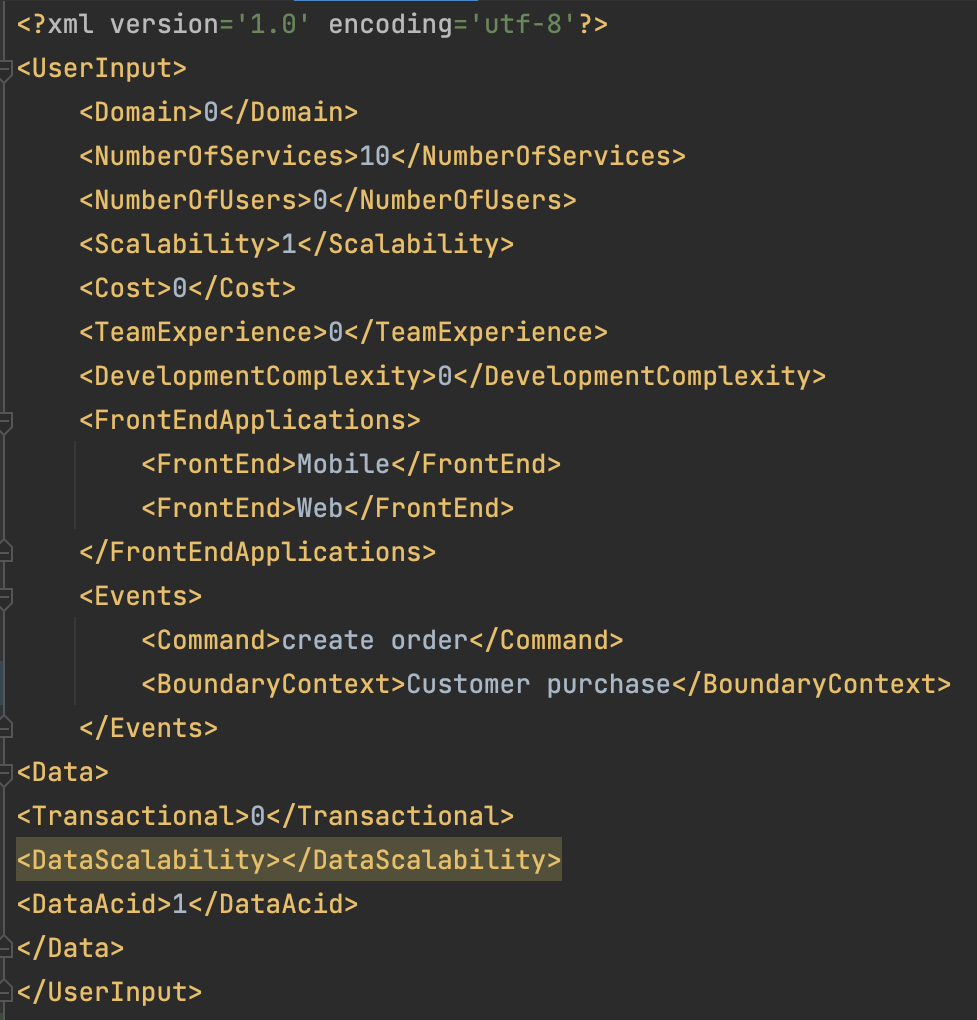 <?xml version='1.0' encoding='utf-8'?>
<UserInput>
    <Domain>0</Domain>
    <NumberOfServices>10</NumberOfServices>
    <NumberOfUsers>0</NumberOfUsers>
    <Scalability>1</Scalability>
    <Cost>0</Cost>
    <TeamExperience>0</TeamExperience>
    <DevelopmentComplexity>0</DevelopmentComplexity>
    <FrontEndApplications>
        <FrontEnd>Mobile</FrontEnd>
        <FrontEnd>Web</FrontEnd>
    </FrontEndApplications>
    <Events>
        <Command>create order</Command>
        <BoundaryContext>Customer purchase</BoundaryContext>
    </Events>
<Data>
<Transactional>0</Transactional>
<DataScalability></DataScalability>
<DataAcid>1</DataAcid>
</Data>
</UserInput>